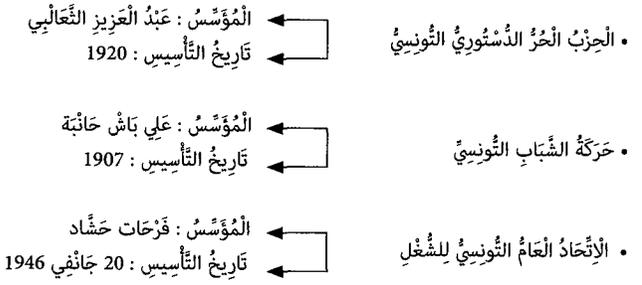 • الْحِزْبُ الْحُرُّ الدُّسْتُورِيُّ التُّونِسِيُّ
الْمُؤَسِّسُ : عَبْدُ الْعَزِيزِ الثَّعَالْبِي
تَارِيخُ التَّأْسِيسِ : 1920
• حَرَكَةُ الشَّبَابِ التُّونِسِيِّ
الْمُؤَسِّسُ : عَلِي بَاشْ حَانْبَة
تَارِيخُ التَّأْسِيسِ : 1907
• الْاِتِّحَادُ الْعَامُّ التُّونِسِيُّ لِلشُّغْلِ
الْمُؤَسِّسُ : فَرْحَات حَشَّاد
تَارِيخُ التَّأْسِيسِ : 20 جَانْفِي 1946